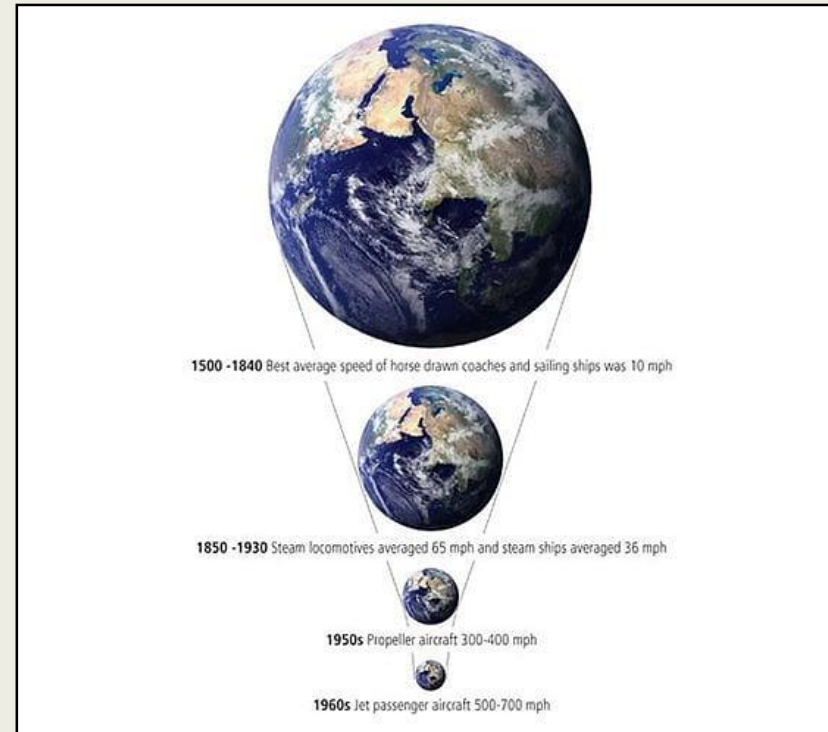 1500 -1840 Best average speed of horse drawn coaches and sailing ships was 10 mph
1850 -1930 Steam locomotives averaged 65 mph and steam ships averaged 36 mph
1950s Propeller aircraft 300-400 mph
1960s Jet passenger aircraft 500-700 mph